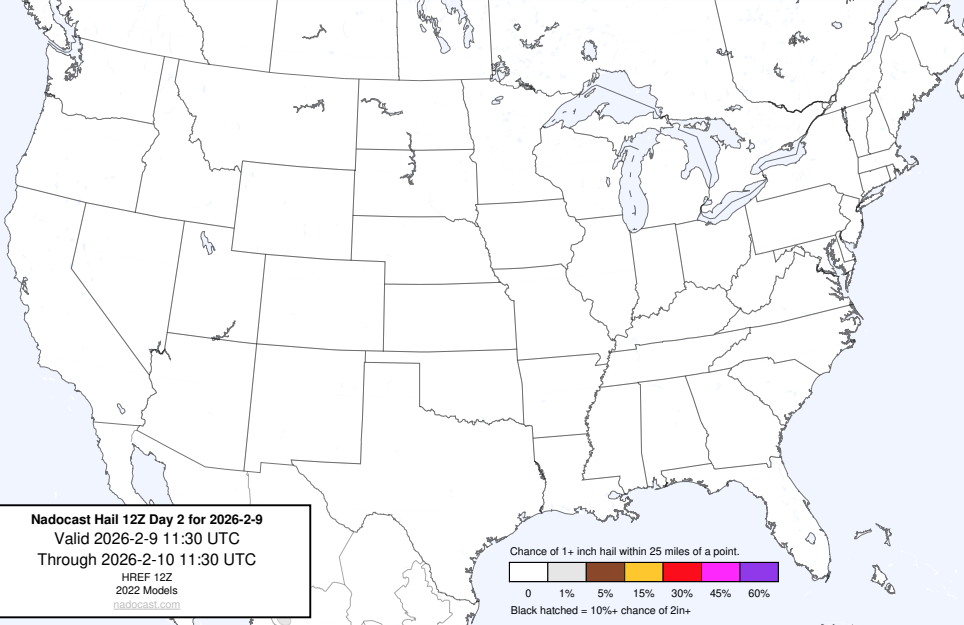 Nadocast Hail 12Z Day 2 for 2026-2-9
Valid 2026-2-9 11:30 UTC
Through 2026-2-10 11:30 UTC
HREF 12Z
2022 Models
nadocast.com
Chance of 1+ inch hail within 25 miles of a point.
0 1% 5% 15% 30% 45% 60%
Black hatched = 10%+ chance of 2in+